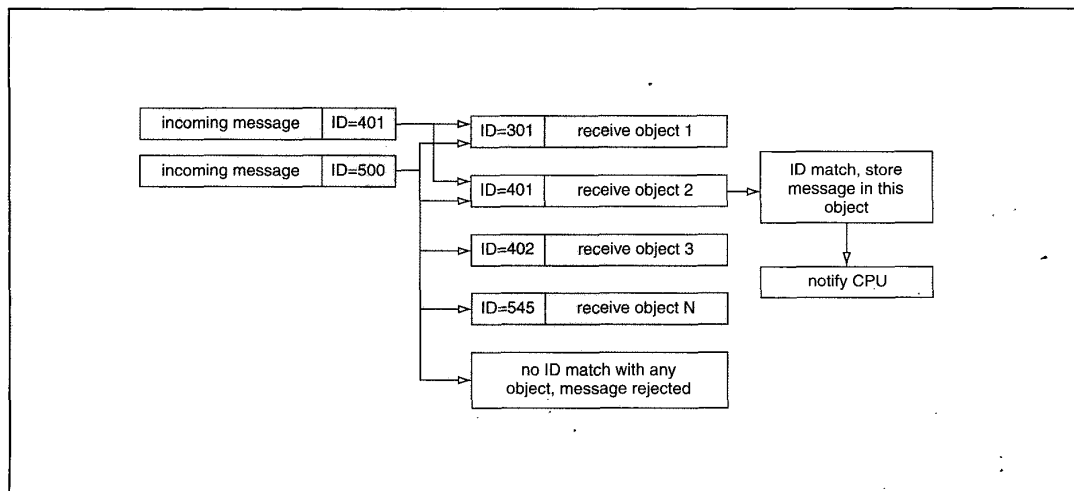 incoming message ID=401
incoming message ID=500
ID=301 receive object 1
ID=401 receive object 2
ID=402 receive object 3
ID=545 receive object N
no ID match with any
object, message rejected
ID match, store
message in this
object
notify CPU